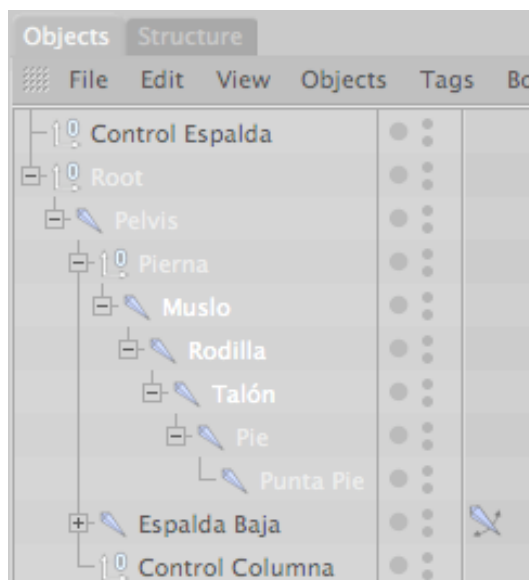 Objects Structure
File Edit View Objects Tags Bo
Control Espalda
Root
Pelvis
Pierna
Muslo
Rodilla
Talón
Pie
Punta Pie
Espalda Baja
Control Columna